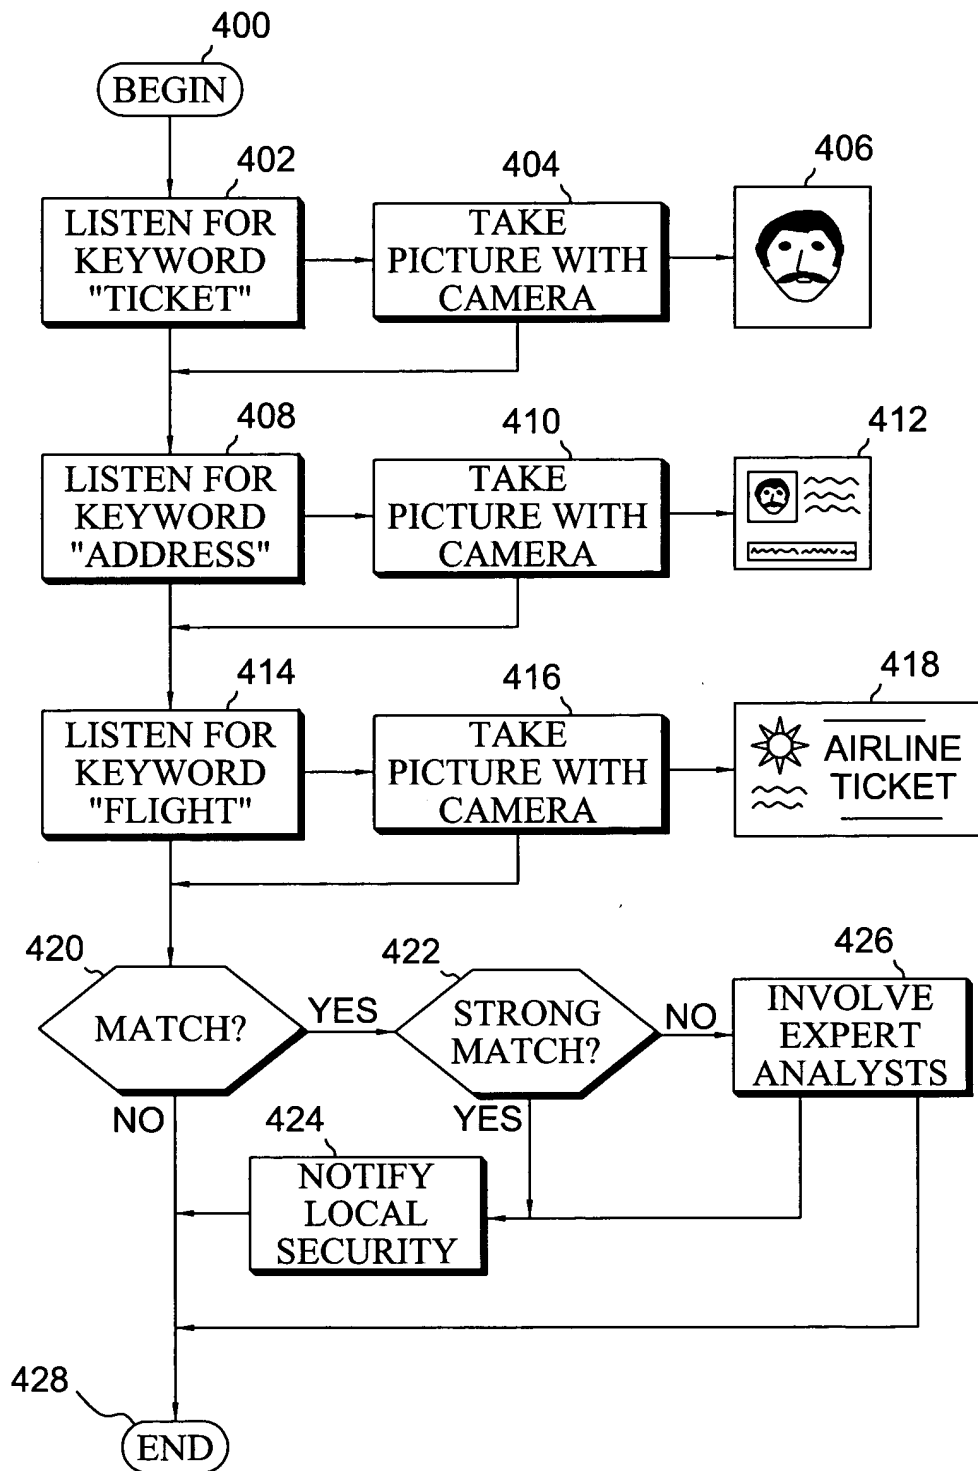 400
BEGIN
402
LISTEN FOR
KEYWORD
"TICKET"
404
TAKE
PICTURE WITH
CAMERA
406
408
LISTEN FOR
KEYWORD
"ADDRESS"
410
TAKE
PICTURE WITH
CAMERA
412
414
LISTEN FOR
KEYWORD
"FLIGHT"
416
TAKE
PICTURE WITH
CAMERA
418
AIRLINE
TICKET
420
MATCH?
YES
NO
422
STRONG
MATCH?
NO
YES
426
INVOLVE
EXPERT
ANALYSTS
424
NOTIFY
LOCAL
SECURITY
428
END